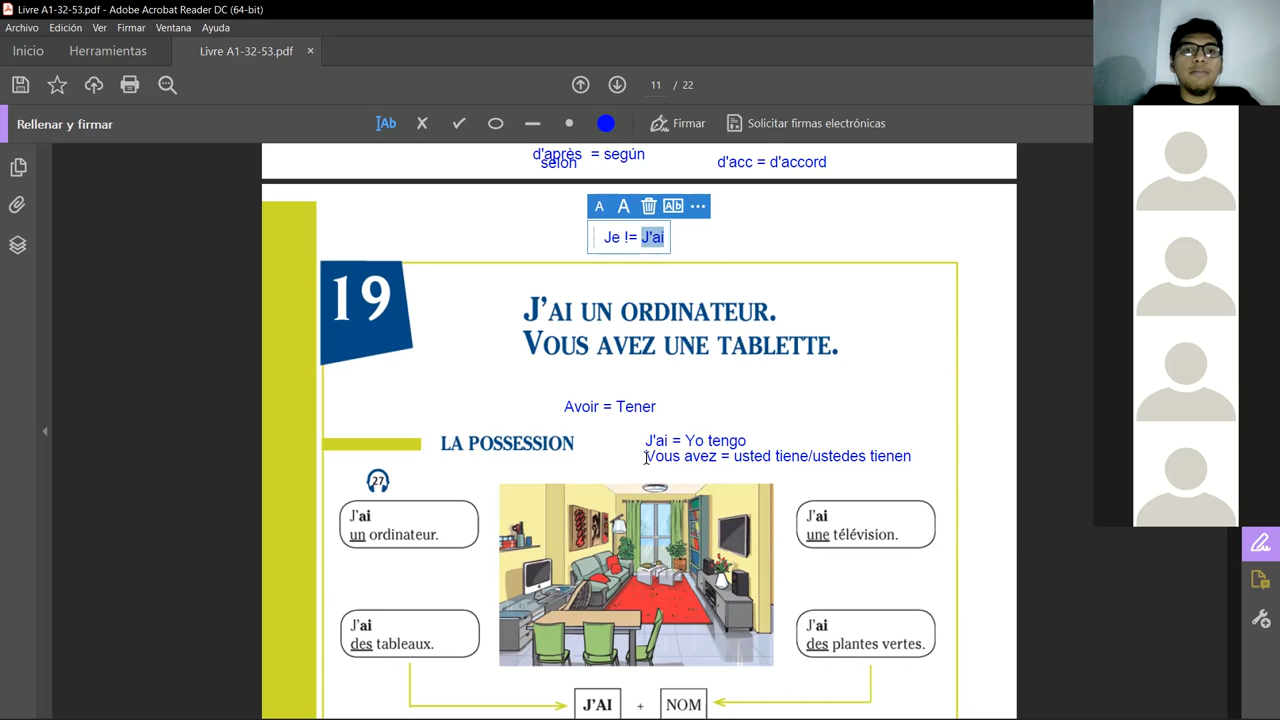 Livre A1-32-53.pdf - Adobe Acrobat Reader DC (64-bit)
Archivo Edición Ver Firmar Ventana Ayuda
Inicio Herramientas Livre A1-32-53.pdf ×
11 / 22
Rellenar y firmar Ab Firmar Solicitar firmas electrónicas
d'après = según
selon
d'acc = d'accord
A A Ab
Je != J'ai
19
J'AI UN ORDINATEUR.
VOUS AVEZ UNE TABLETTE.
Avoir = Tener
LA POSSESSION
J'ai = Yo tengo
Vous avez = usted tiene/ustedes tienen
27
J'ai
un ordinateur.
J'ai
une télévision.
J'ai
des tableaux.
J'ai
des plantes vertes.
J'AI + NOM